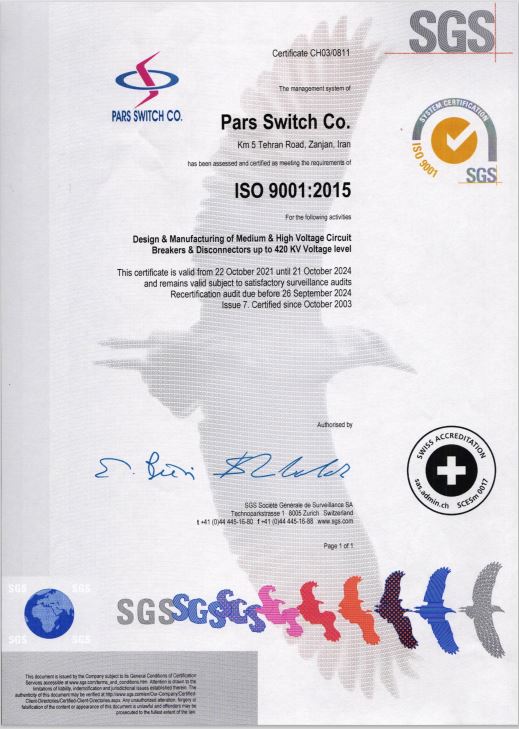 SGS
Certificate CH03/0811
The management system of
PARS SWITCH CO.
Pars Switch Co.
Km 5 Tehran Road, Zanjan, Iran
has been assessed and certified as meeting the requirements of
SYSTEM CERTIFICATION
ISO 9001
SGS
ISO 9001:2015
For the following activities
Design & Manufacturing of Medium & High Voltage Circuit
Breakers & Disconnectors up to 420 KV Voltage level
This certificate is valid from 22 October 2021 until 21 October 2024
and remains valid subject to satisfactory surveillance audits
Recertification audit due before 26 September 2024
Issue 7. Certified since October 2003
Authorised by
SWISS ACCREDITATION
sas.admin.ch SCESm 0017
SGS Société Générale de Surveillance SA
Technoparkstrasse 1 8005 Zurich Switzerland
t +41 (0)44 445-16-80 f +41 (0)44 445-16-88 www.sgs.com
Page 1 of 1
SGS SGS
SGS SGS
SGSSGSSGS
This document is issued by the Company subject to its General Conditions of Certification
Services accessible at www.sgs.com/terms_and_conditions.htm. Attention is drawn to the
limitations of liability, indemnification and jurisdictional issues established therein. The
authenticity of this document may be verified at http://www.sgs.com/en/Our-Company/Certified-
Client-Directories/Certified-Client-Directories.aspx. Any unauthorized alteration, forgery or
falsification of the content or appearance of this document is unlawful and offenders may be
prosecuted to the fullest extent of the law.